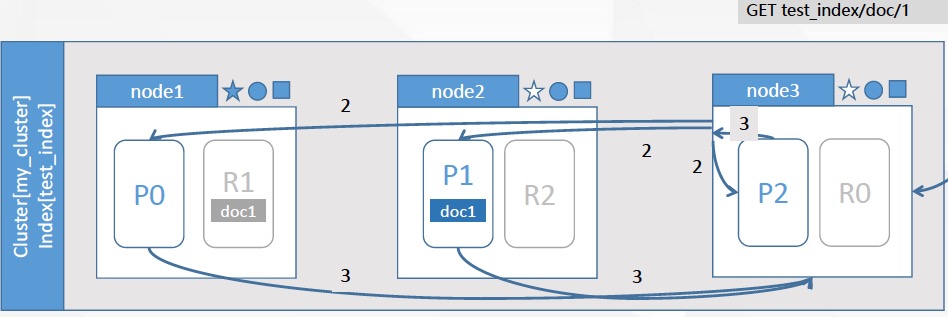 GET test_index/doc/1
Cluster[my_cluster]
Index[test_index]
node1
node2
node3
2
3
2
2
P0
R1
doc1
P1
doc1
R2
P2
R0
3
3